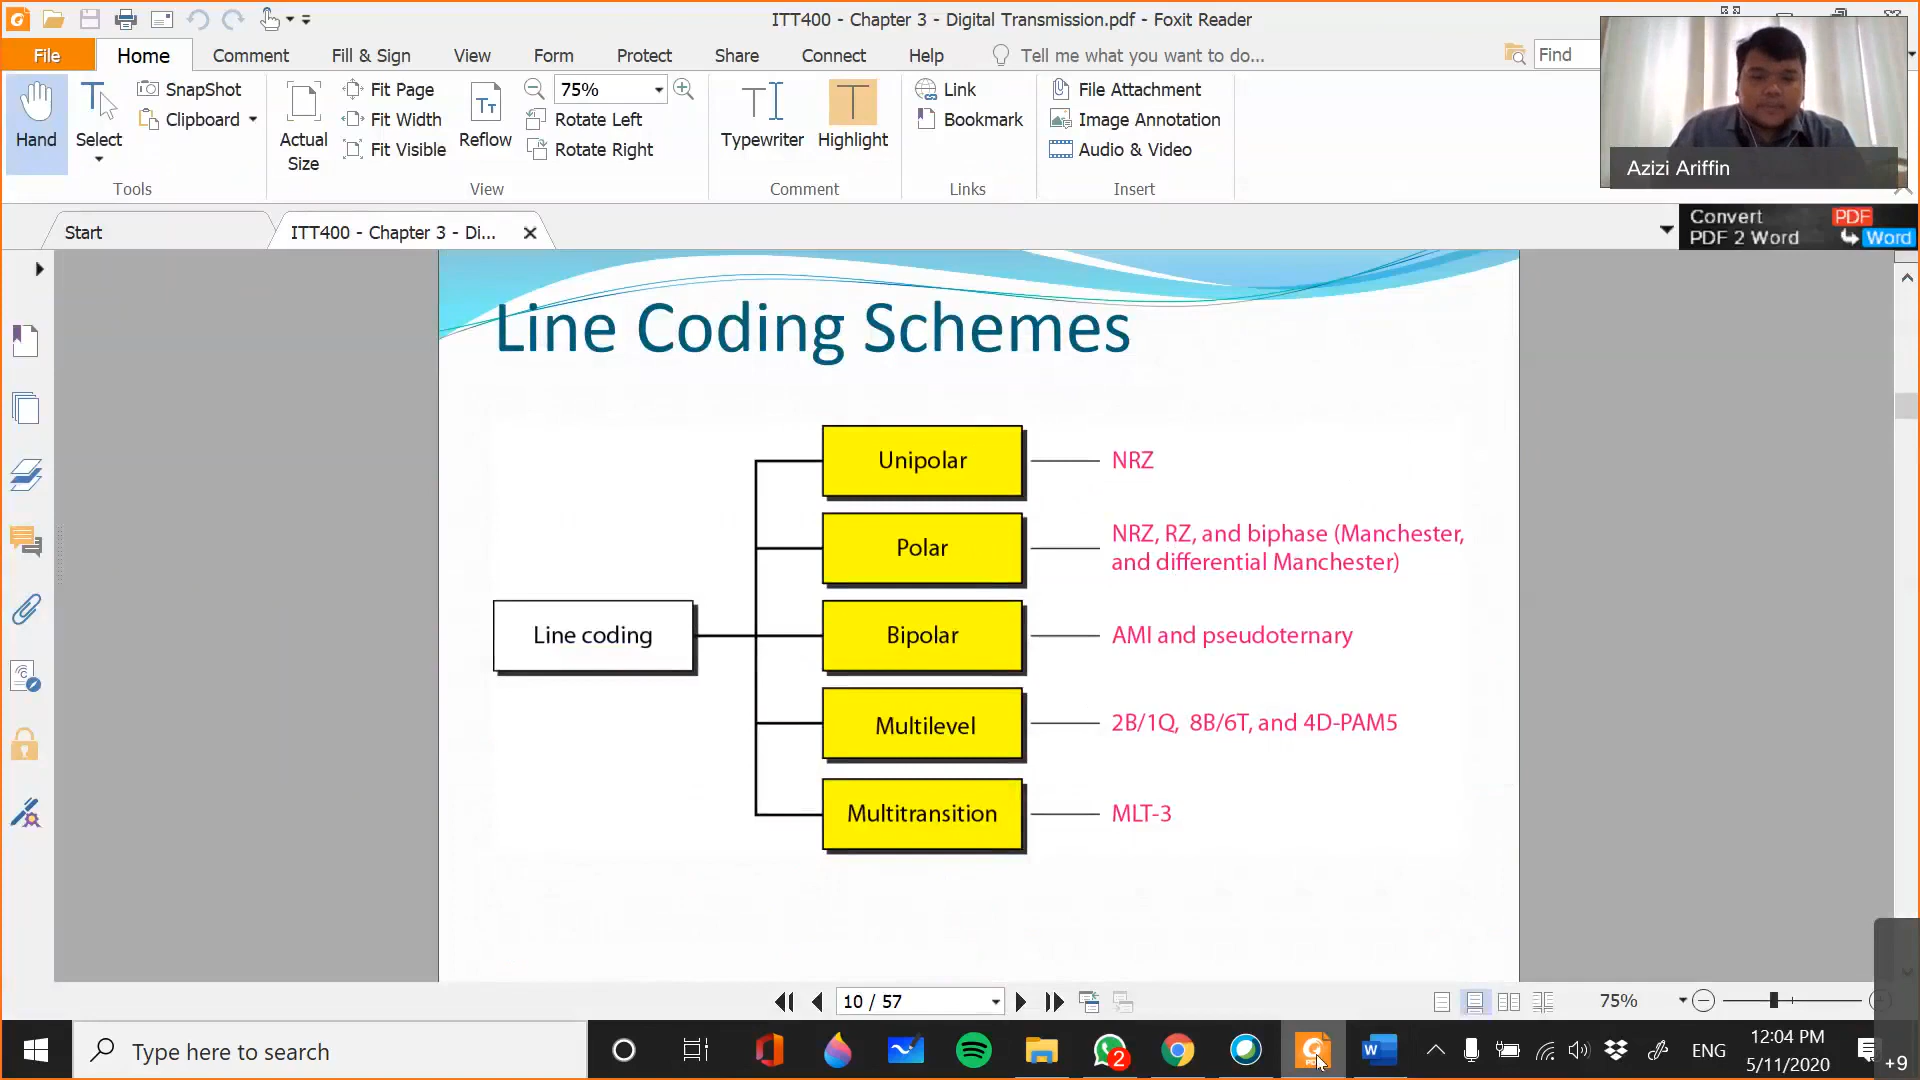 ITT400 - Chapter 3 - Digital Transmission.pdf - Foxit Reader
File Home Comment Fill & Sign View Form Protect Share Connect Help Tell me what you want to do... Find
Hand
Select
SnapShot
Clipboard
Tools
Actual
Size
Fit Page
Fit Width
Fit Visible
Reflow
75%
Rotate Left
Rotate Right
View
Typewriter
Highlight
Comment
Link
Bookmark
Links
File Attachment
Image Annotation
Audio & Video
Insert
Azizi Ariffin
Start
ITT400 - Chapter 3 - Di...
Convert PDF
PDF 2 Word Word
Line Coding Schemes
Line coding
Unipolar NRZ
Polar NRZ, RZ, and biphase (Manchester,
and differential Manchester)
Bipolar AMI and pseudoternary
Multilevel 2B/1Q, 8B/6T, and 4D-PAM5
Multitransition MLT-3
10 / 57
75%
Type here to search
2
ENG
12:04 PM
5/11/2020
+9